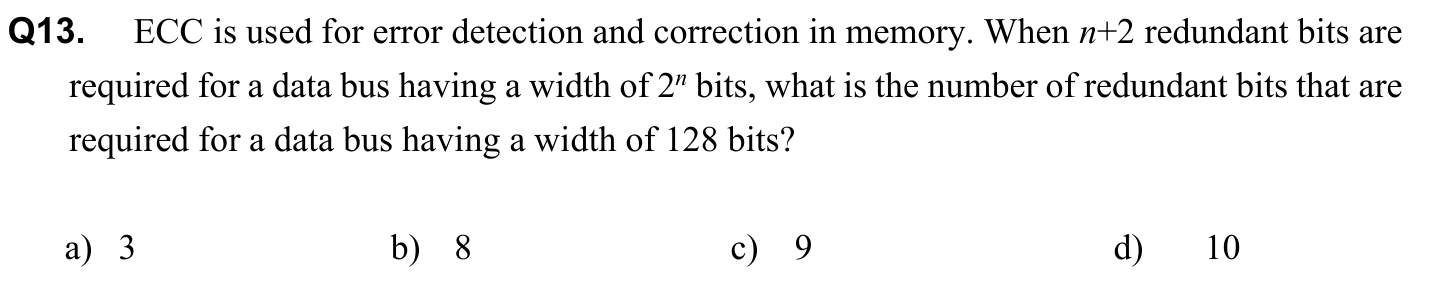 Q13. ECC is used for error detection and correction in memory. When n+2 redundant bits are
required for a data bus having a width of 2ⁿ bits, what is the number of redundant bits that are
required for a data bus having a width of 128 bits?
a) 3 b) 8 c) 9 d) 10